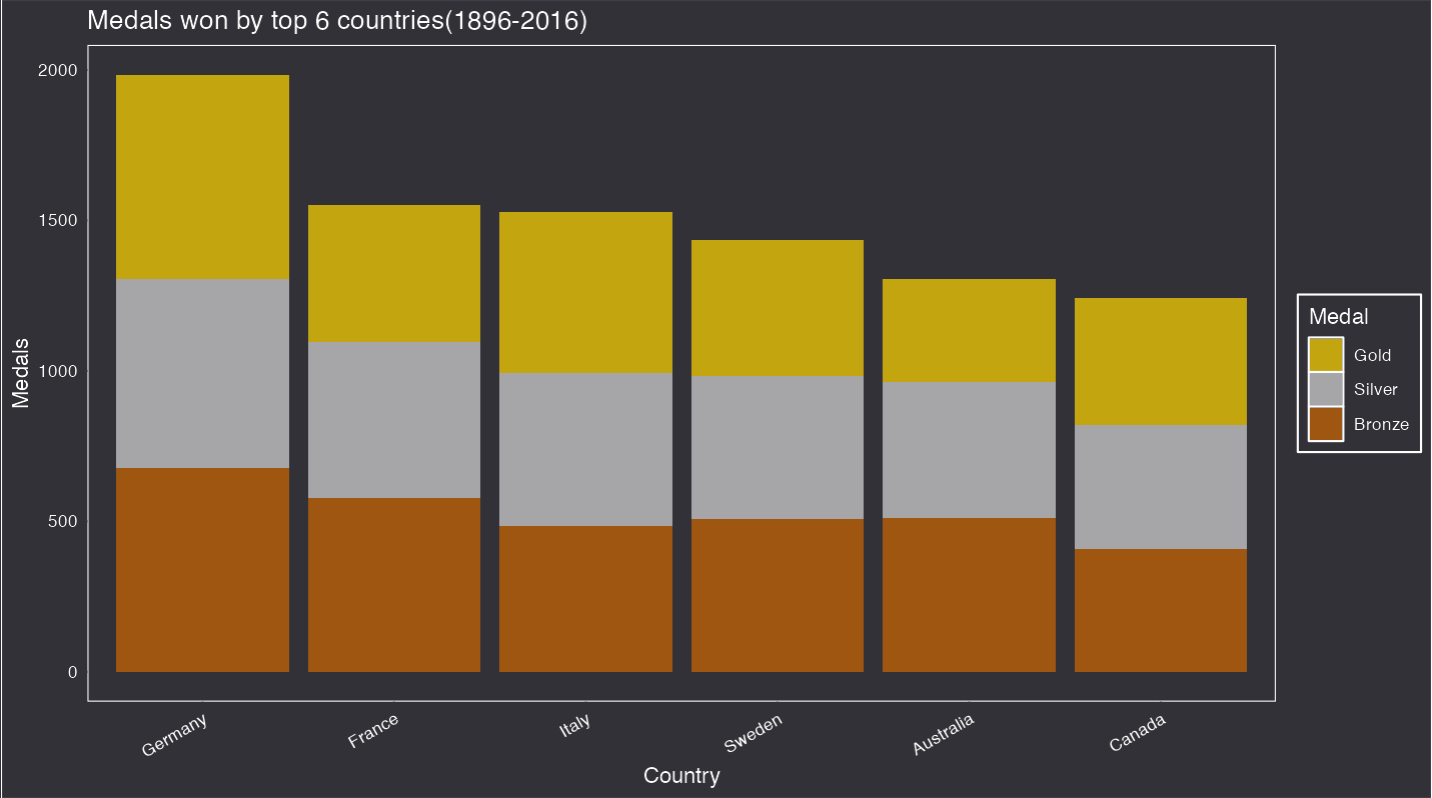 Medals won by top 6 countries(1896-2016)
2000
1500
1000
500
0
Medals
Germany
France
Italy
Sweden
Australia
Canada
Country
Medal
Gold
Silver
Bronze